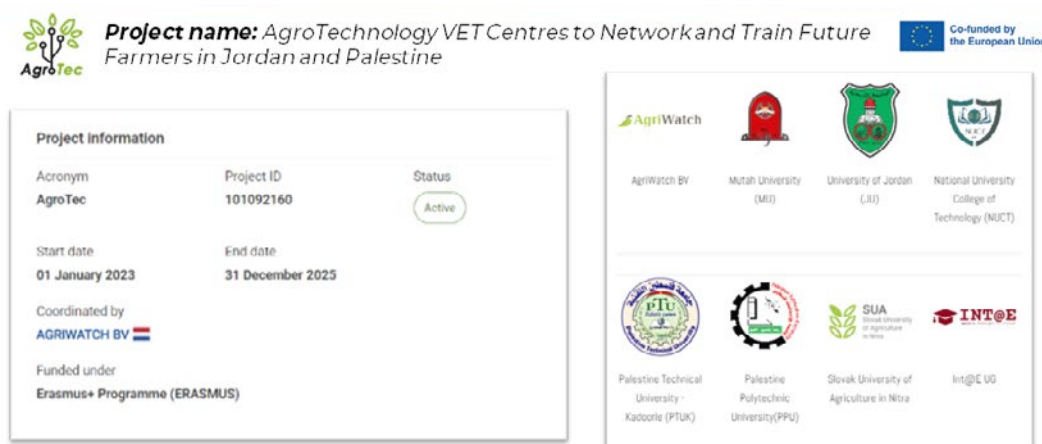 Project name: AgroTechnology VET Centres to Network and Train Future
Farmers in Jordan and Palestine
AgroTec
Co-funded by
the European Union
Project information
Acronym
AgroTec
Project ID
101092160
Status
Active
Start date
01 January 2023
End date
31 December 2025
Coordinated by
AGRIWATCH BV
Funded under
Erasmus+ Programme (ERASMUS)
AgriWatch
NUCT
AgriWatch BV
Mutah University
(MU)
University of Jordan
(JU)
National University
College of
Technology (NUCT)
PTU
SUA
Slovak University
of Agriculture
in Nitra
INT@E
Palestine Technical
University -
Kadoorie (PTUK)
Palestine
Polytechnic
University(PPU)
Slovak University of
Agriculture in Nitra
Int@E UG